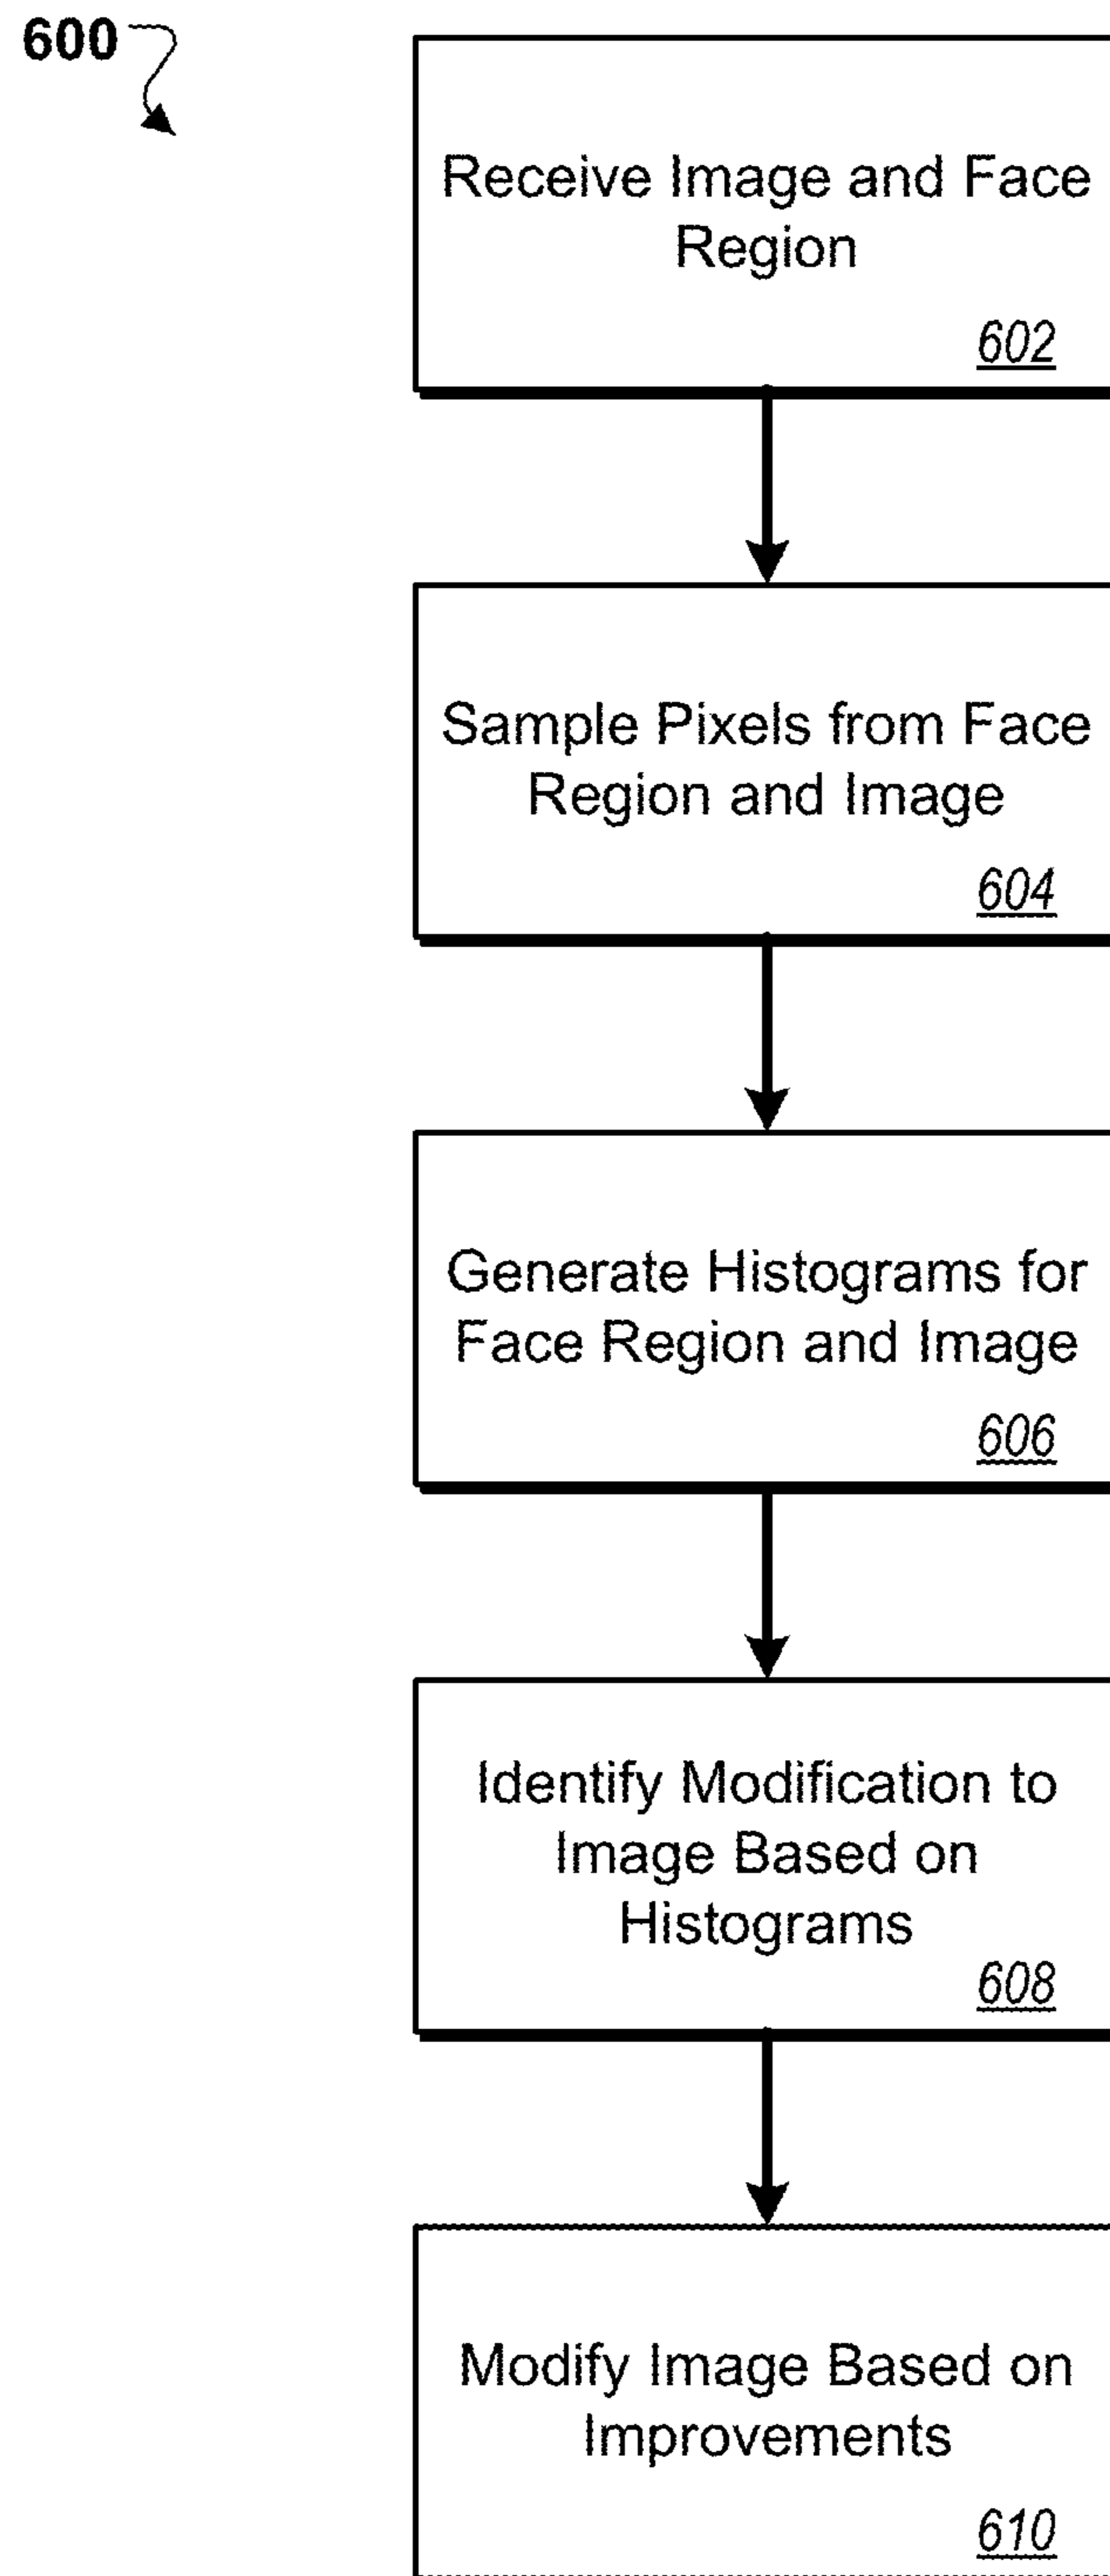 600
Receive Image and Face
Region
602
Sample Pixels from Face
Region and Image
604
Generate Histograms for
Face Region and Image
606
Identify Modification to
Image Based on
Histograms
608
Modify Image Based on
Improvements
610